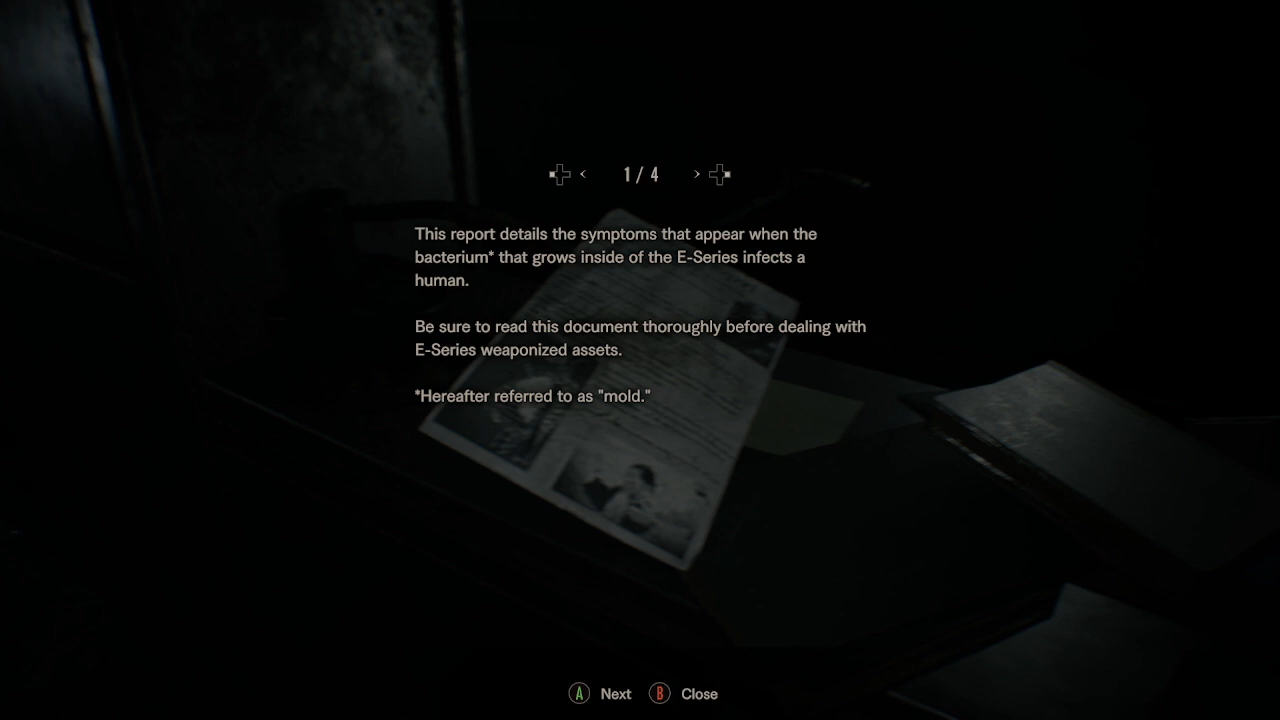 1 / 4
This report details the symptoms that appear when the
bacterium* that grows inside of the E-Series infects a
human.
Be sure to read this document thoroughly before dealing with
E-Series weaponized assets.
*Hereafter referred to as "mold."
A Next B Close